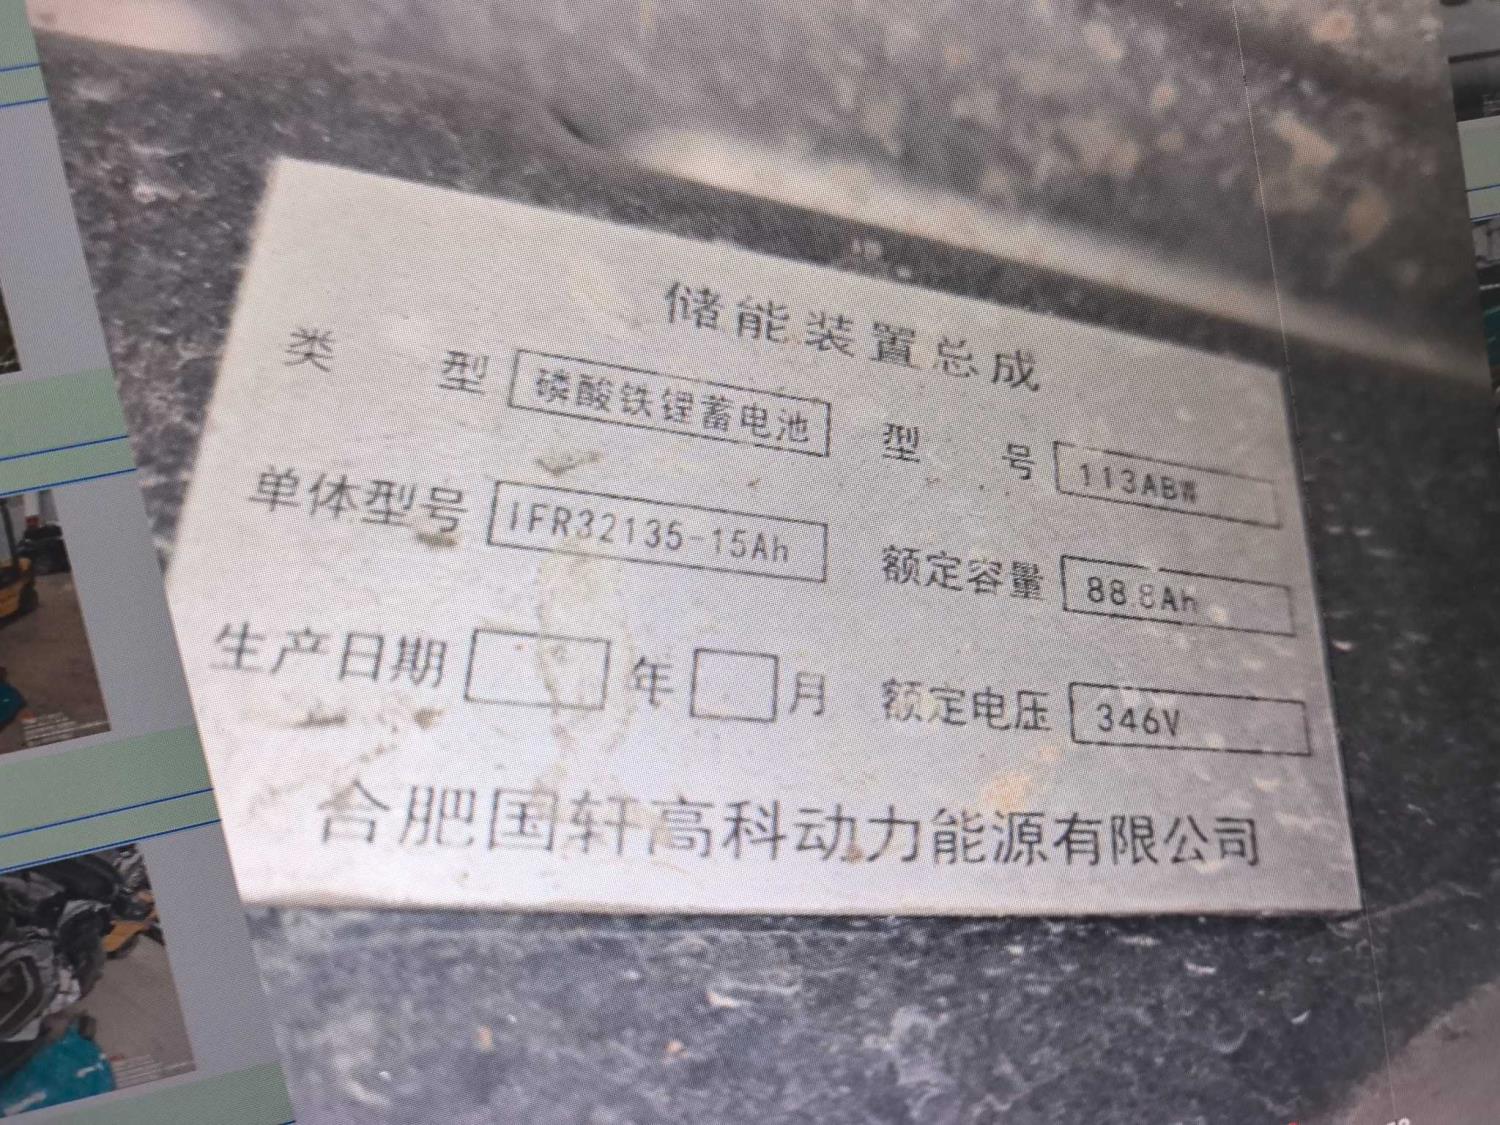 储能装置总成
类 型 磷酸铁锂蓄电池 型 号 113AB
单体型号 IFR32135-15Ah 额定容量 88.8Ah
生产日期 年 月 额定电压 346V
合肥国轩高科动力能源有限公司